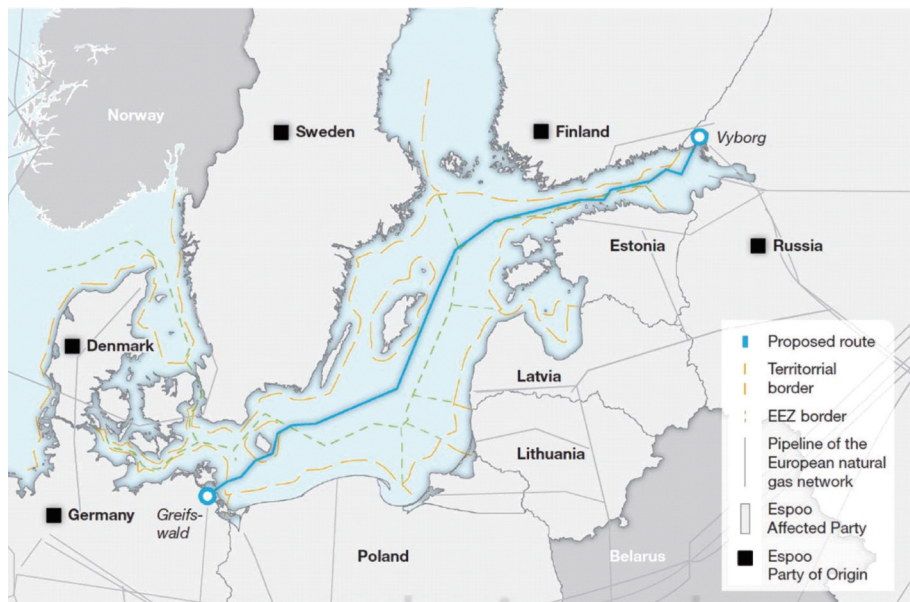 Norway
Sweden
Finland
Vyborg
Estonia
Russia
Denmark
Latvia
Lithuania
Germany
Greifs-
wald
Poland
Belarus
Proposed route
Territorrial
border
EEZ border
Pipeline of the
European natural
gas network
Espoo
Affected Party
Espoo
Party of Origin